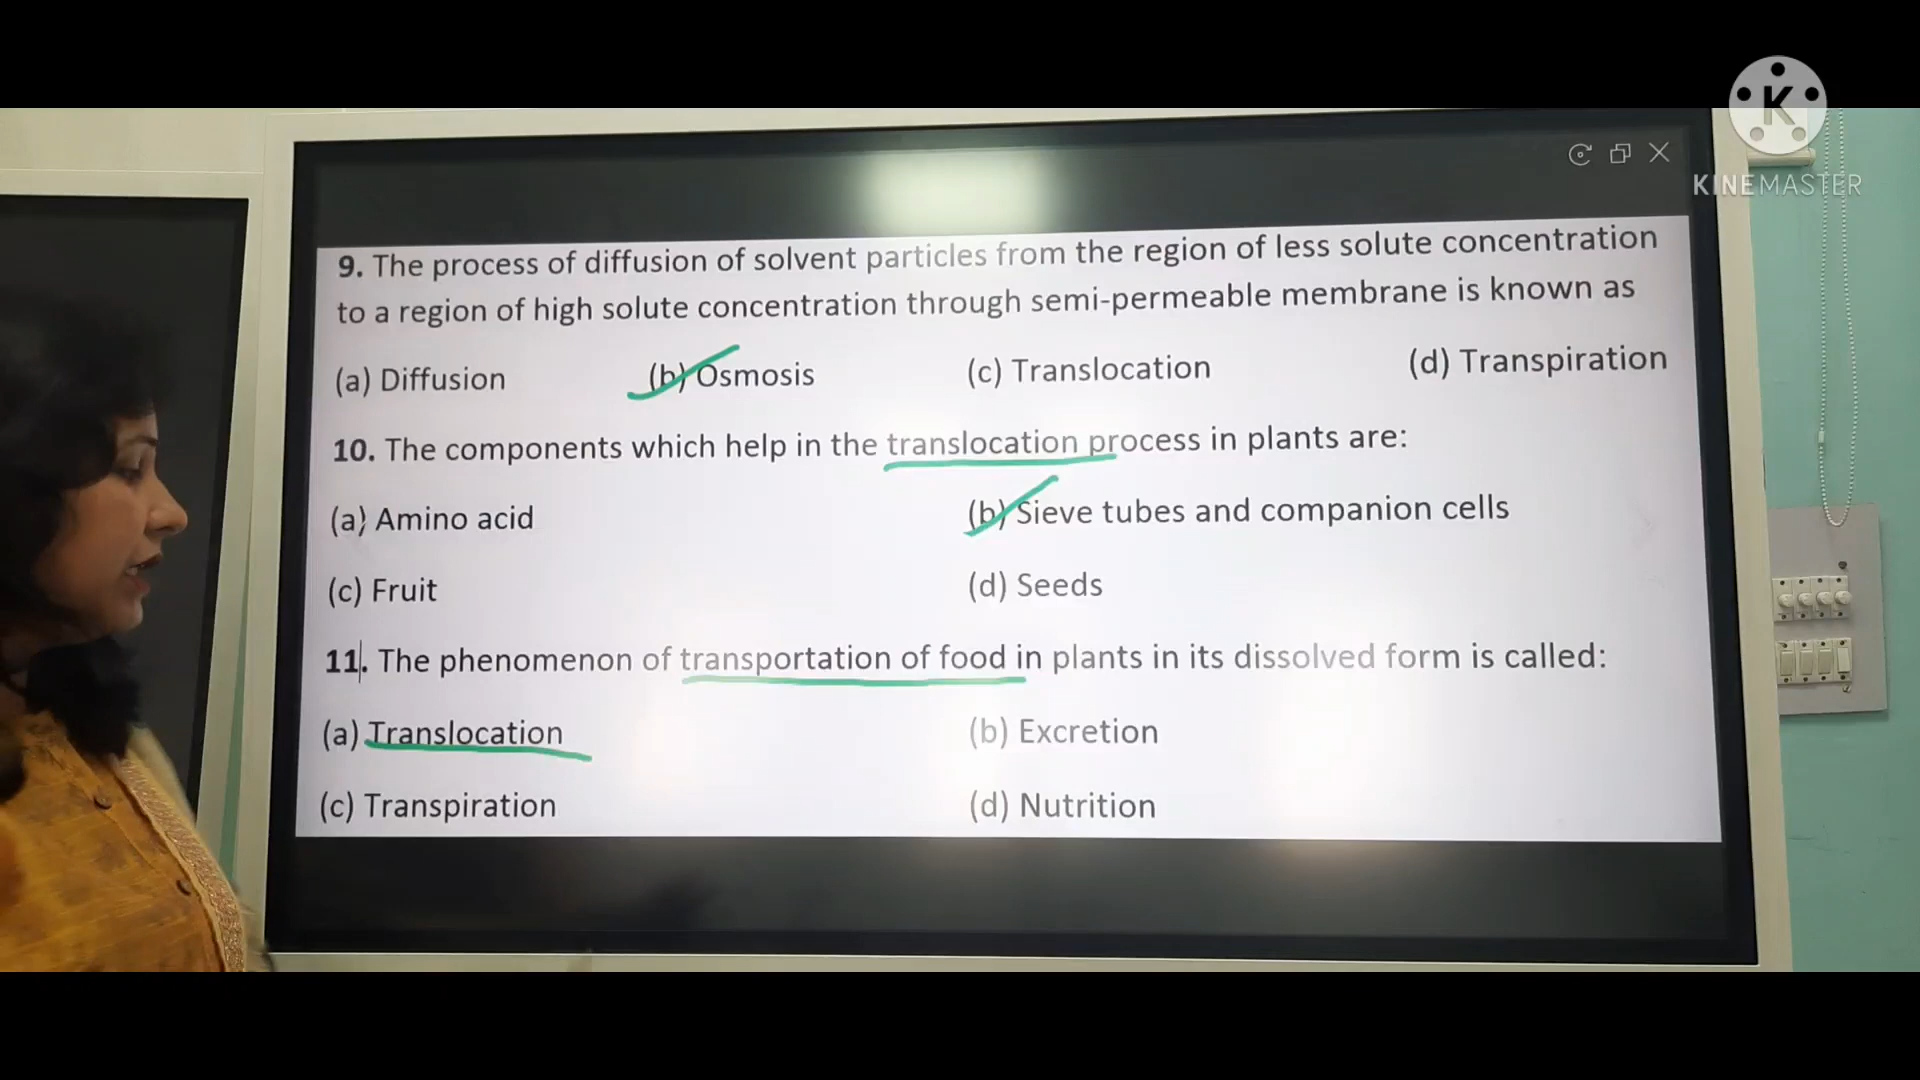 K
KINEMASTER
9. The process of diffusion of solvent particles from the region of less solute concentration
to a region of high solute concentration through semi-permeable membrane is known as
(a) Diffusion (b) Osmosis (c) Translocation (d) Transpiration
10. The components which help in the translocation process in plants are:
(a) Amino acid (b) Sieve tubes and companion cells
(c) Fruit (d) Seeds
11. The phenomenon of transportation of food in plants in its dissolved form is called:
(a) Translocation (b) Excretion
(c) Transpiration (d) Nutrition